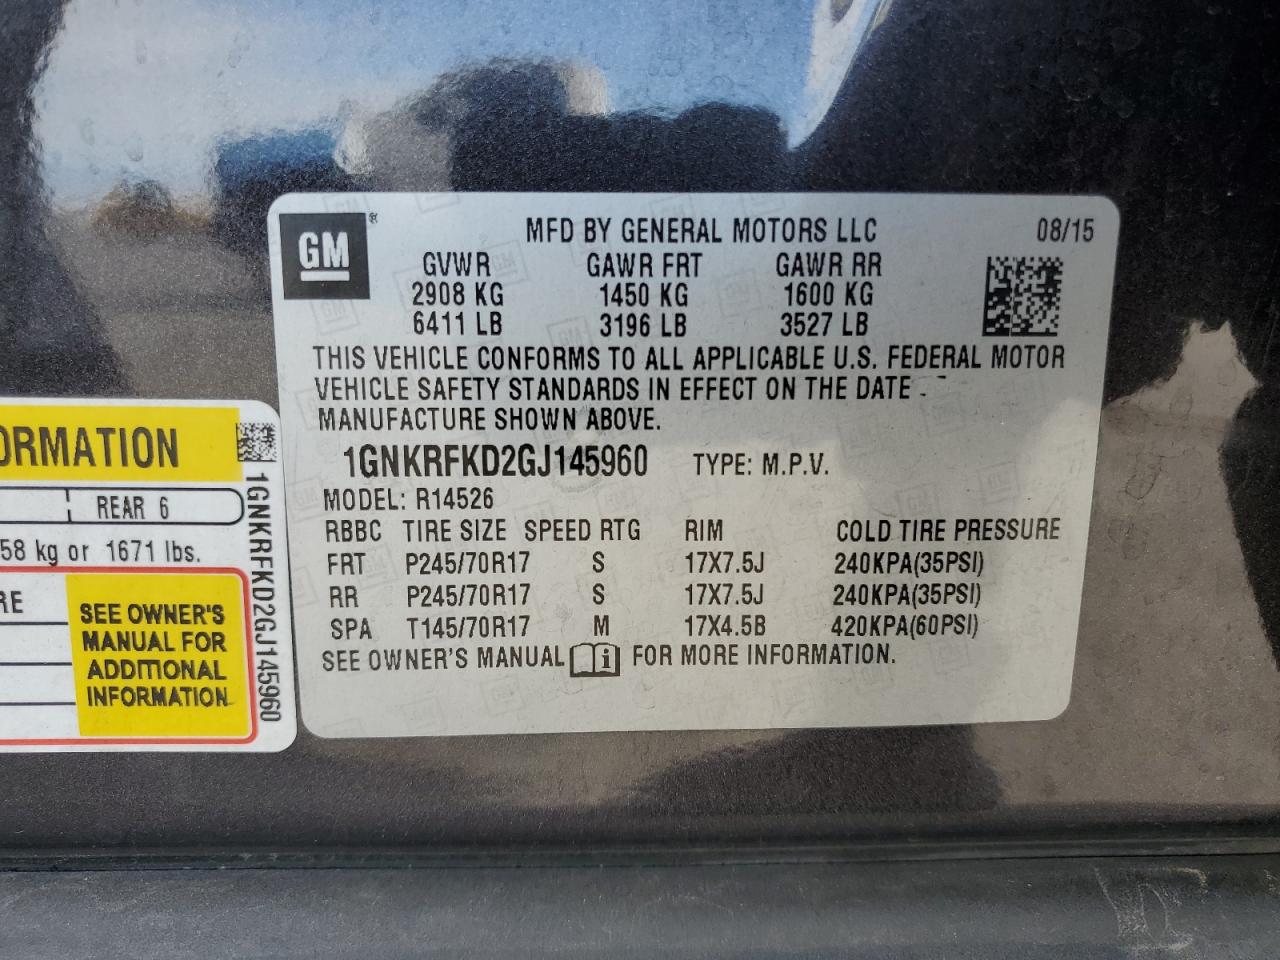 GM
®
MFD BY GENERAL MOTORS LLC 08/15
GVWR GAWR FRT GAWR RR
2908 KG 1450 KG 1600 KG
6411 LB 3196 LB 3527 LB
THIS VEHICLE CONFORMS TO ALL APPLICABLE U.S. FEDERAL MOTOR
VEHICLE SAFETY STANDARDS IN EFFECT ON THE DATE
MANUFACTURE SHOWN ABOVE.
1GNKRFKD2GJ145960 TYPE: M.P.V.
MODEL: R14526
RBBC TIRE SIZE SPEED RTG RIM COLD TIRE PRESSURE
FRT P245/70R17 S 17X7.5J 240KPA(35PSI)
RR P245/70R17 S 17X7.5J 240KPA(35PSI)
SPA T145/70R17 M 17X4.5B 420KPA(60PSI)
SEE OWNER'S MANUAL i FOR MORE INFORMATION.
ORMATION
REAR 6
58 kg or 1671 lbs.
RE
SEE OWNER'S
MANUAL FOR
ADDITIONAL
INFORMATION
1GNKRFKD2GJ145960